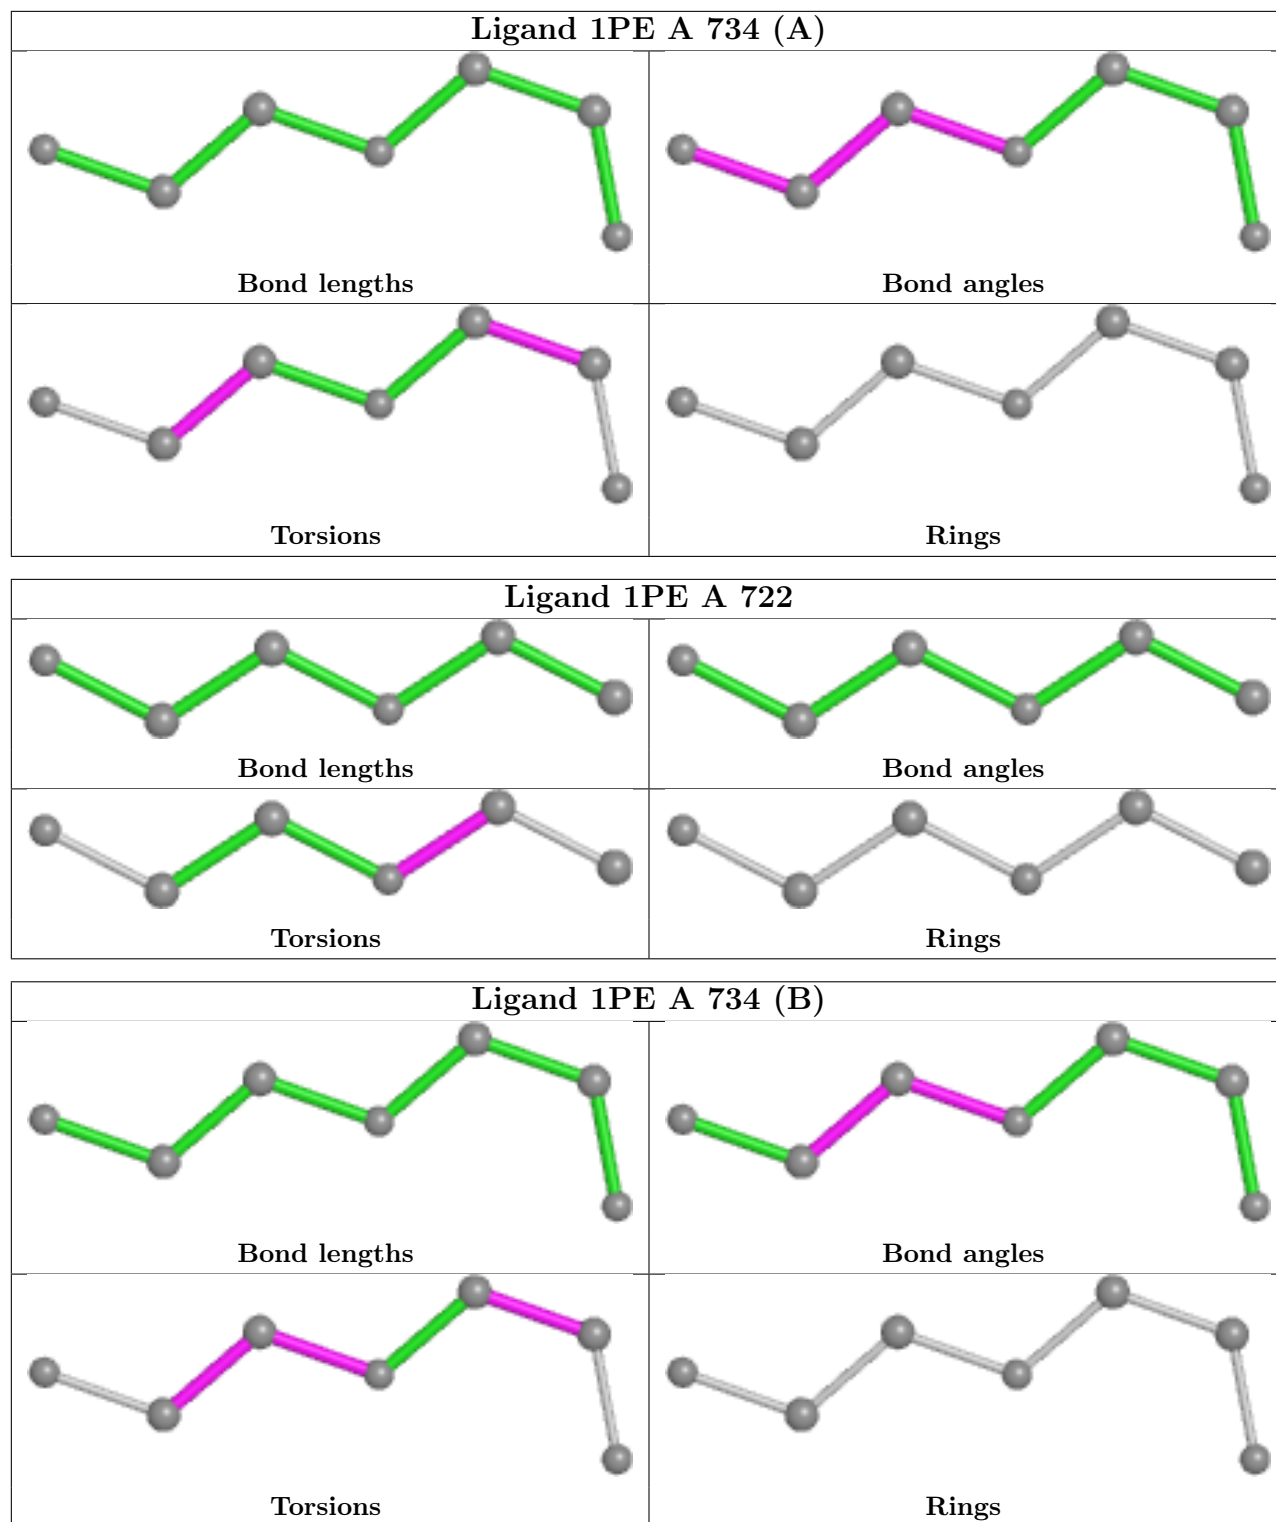 Ligand 1PE A 734 (A)
Bond lengths
Bond angles
Torsions
Rings
Ligand 1PE A 722
Bond lengths
Bond angles
Torsions
Rings
Ligand 1PE A 734 (B)
Bond lengths
Bond angles
Torsions
Rings